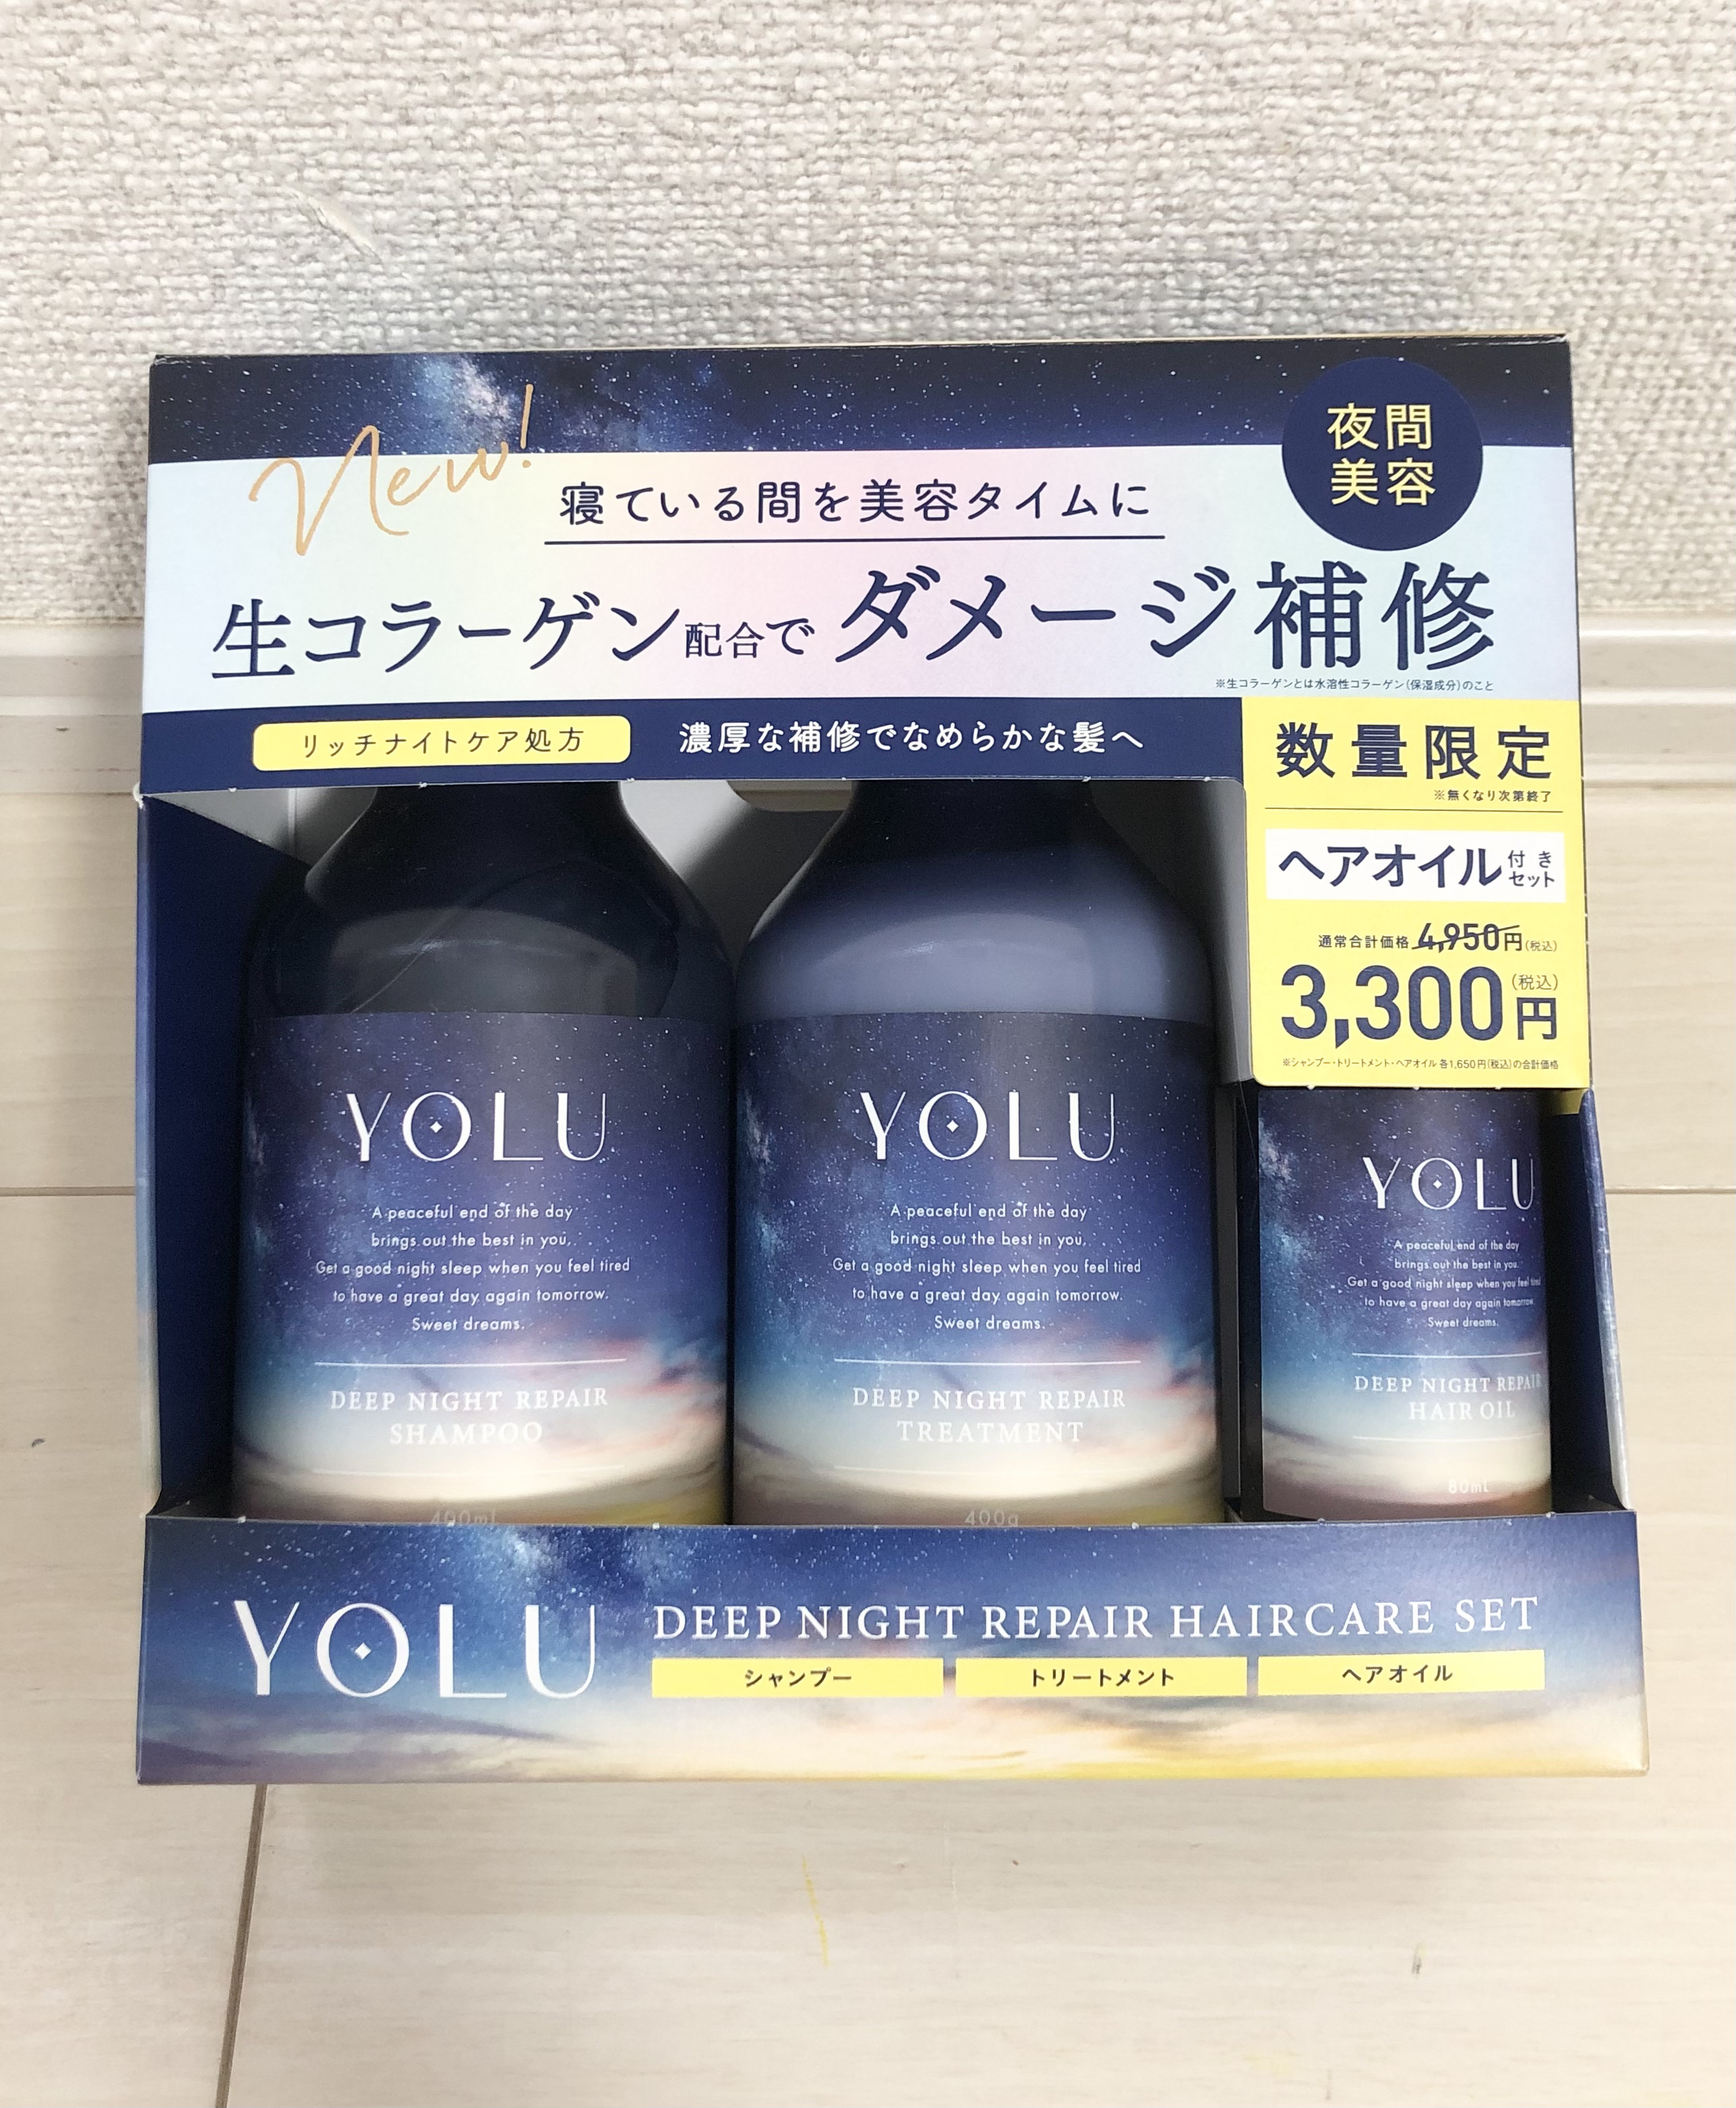 New!
夜間
美容
寝ている間を美容タイムに
生コラーゲン配合でダメージ補修
※生コラーゲンとは水溶性コラーゲン(保湿成分)のこと
リッチナイトケア処方
濃厚な補修でなめらかな髪へ
数量限定
※無くなり次第終了
ヘアオイル付きセット
通常合計価格 4,950円(税込)
3,300円(税込)
※シャンプー・トリートメント・ヘアオイル 各1,650円(税込)の合計価格
YOLU
A peaceful end of the day
brings out the best in you.
Get a good night sleep when you feel tired
to have a great day again tomorrow.
Sweet dreams.
DEEP NIGHT REPAIR
SHAMPOO
400ml
YOLU
A peaceful end of the day
brings out the best in you.
Get a good night sleep when you feel tired
to have a great day again tomorrow.
Sweet dreams.
DEEP NIGHT REPAIR
TREATMENT
400g
YOLU
A peaceful end of the day
brings out the best in you.
Get a good night sleep when you feel tired
to have a great day again tomorrow.
Sweet dreams.
DEEP NIGHT REPAIR
HAIR OIL
80ml
YOLU
DEEP NIGHT REPAIR HAIRCARE SET
シャンプー
トリートメント
ヘアオイル